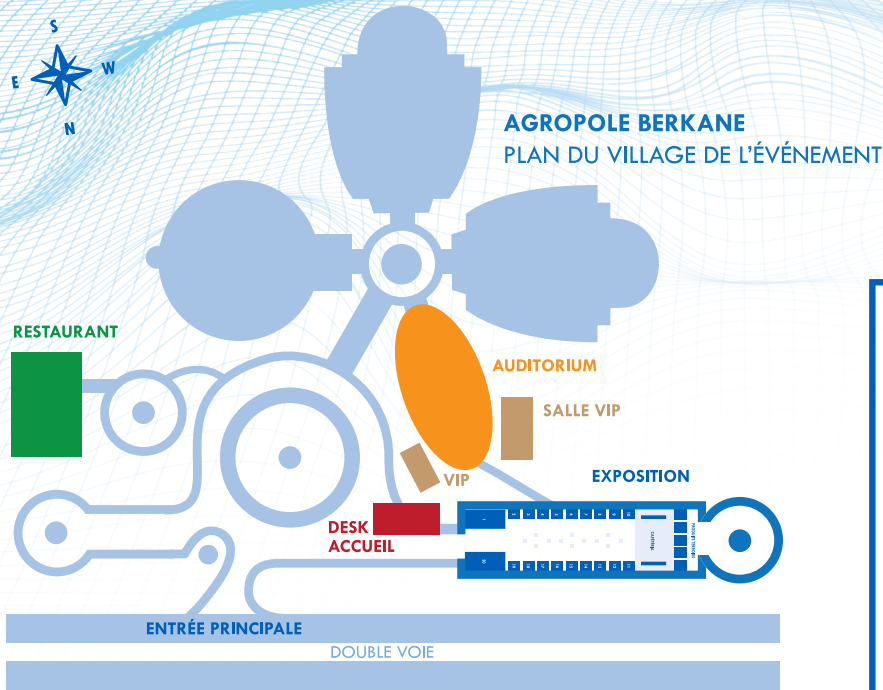 S
E
W
N
AGROPOLE BERKANE
PLAN DU VILLAGE DE L'ÉVÉNEMENT
RESTAURANT
AUDITORIUM
SALLE VIP
VIP
EXPOSITION
DESK
ACCUEIL
ENTRÉE PRINCIPALE
DOUBLE VOIE